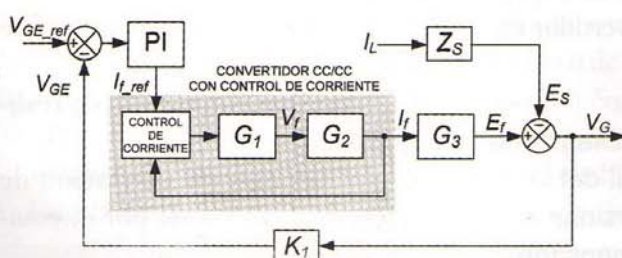 V_GE_ref
+
−
PI
I_L
Z_S
V_GE
I_f_ref
CONVERTIDOR CC/CC
CON CONTROL DE CORRIENTE
E_S
CONTROL
DE
CORRIENTE
G_1
V_f
G_2
I_f
G_3
E_f
+
−
V_G
K_1